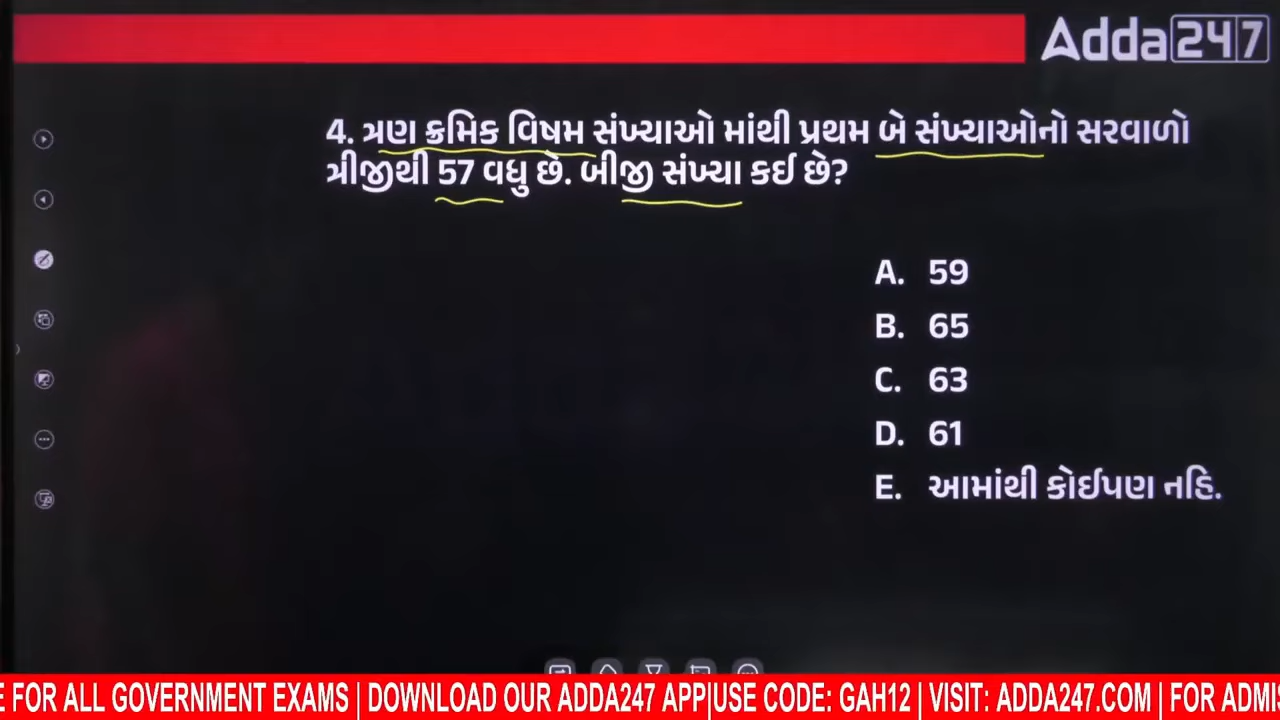 Adda247
4. ત્રણ ક્રમિક વિષમ સંખ્યાઓ માંથી પ્રથમ બે સંખ્યાઓનો સરવાળો
ત્રીજીથી 57 વધુ છે. બીજી સંખ્યા કઈ છે?
A. 59
B. 65
C. 63
D. 61
E. આમાંથી કોઈપણ નહિ.
E FOR ALL GOVERNMENT EXAMS | DOWNLOAD OUR ADDA247 APP|USE CODE: GAH12 | VISIT: ADDA247.COM | FOR ADMIS